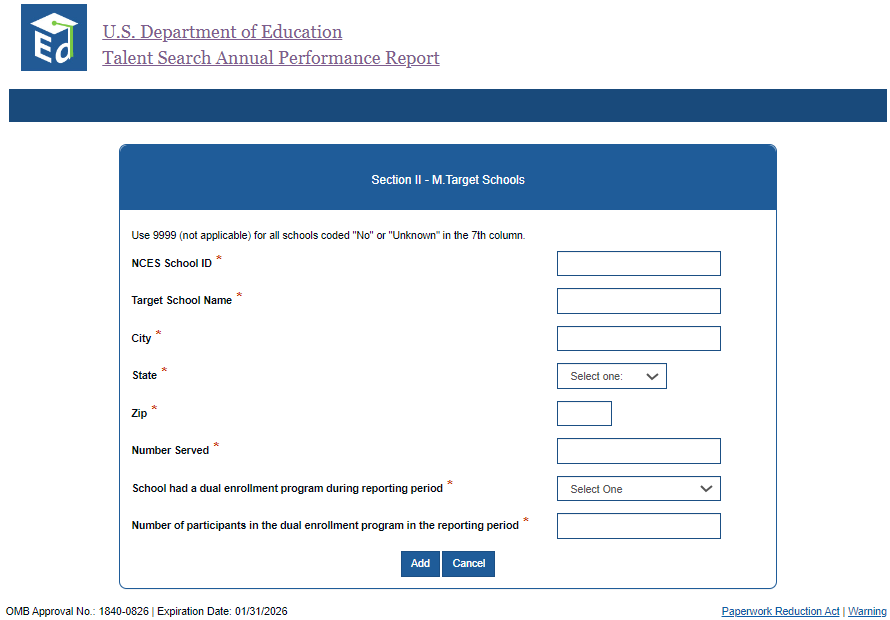 Ed
U.S. Department of Education
Talent Search Annual Performance Report
Section II - M.Target Schools
Use 9999 (not applicable) for all schools coded "No" or "Unknown" in the 7th column.
NCES School ID *
Target School Name *
City *
State * Select one:
Zip *
Number Served *
School had a dual enrollment program during reporting period * Select One
Number of participants in the dual enrollment program in the reporting period *
Add Cancel
OMB Approval No.: 1840-0826 | Expiration Date: 01/31/2026 Paperwork Reduction Act | Warning